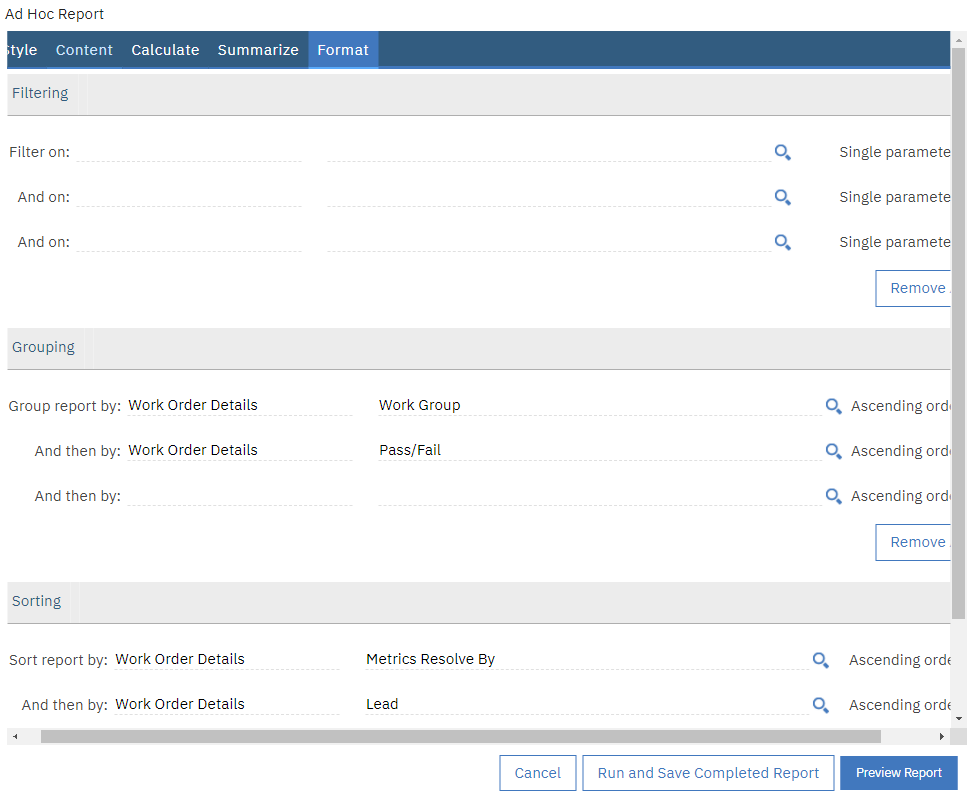 Ad Hoc Report
Style Content Calculate Summarize Format
Filtering
Filter on: Single paramete
And on: Single paramete
And on: Single paramete
Remove
Grouping
Group report by: Work Order Details Work Group Ascending orde
And then by: Work Order Details Pass/Fail Ascending orde
And then by: Ascending orde
Remove
Sorting
Sort report by: Work Order Details Metrics Resolve By Ascending orde
And then by: Work Order Details Lead Ascending orde
Cancel Run and Save Completed Report Preview Report